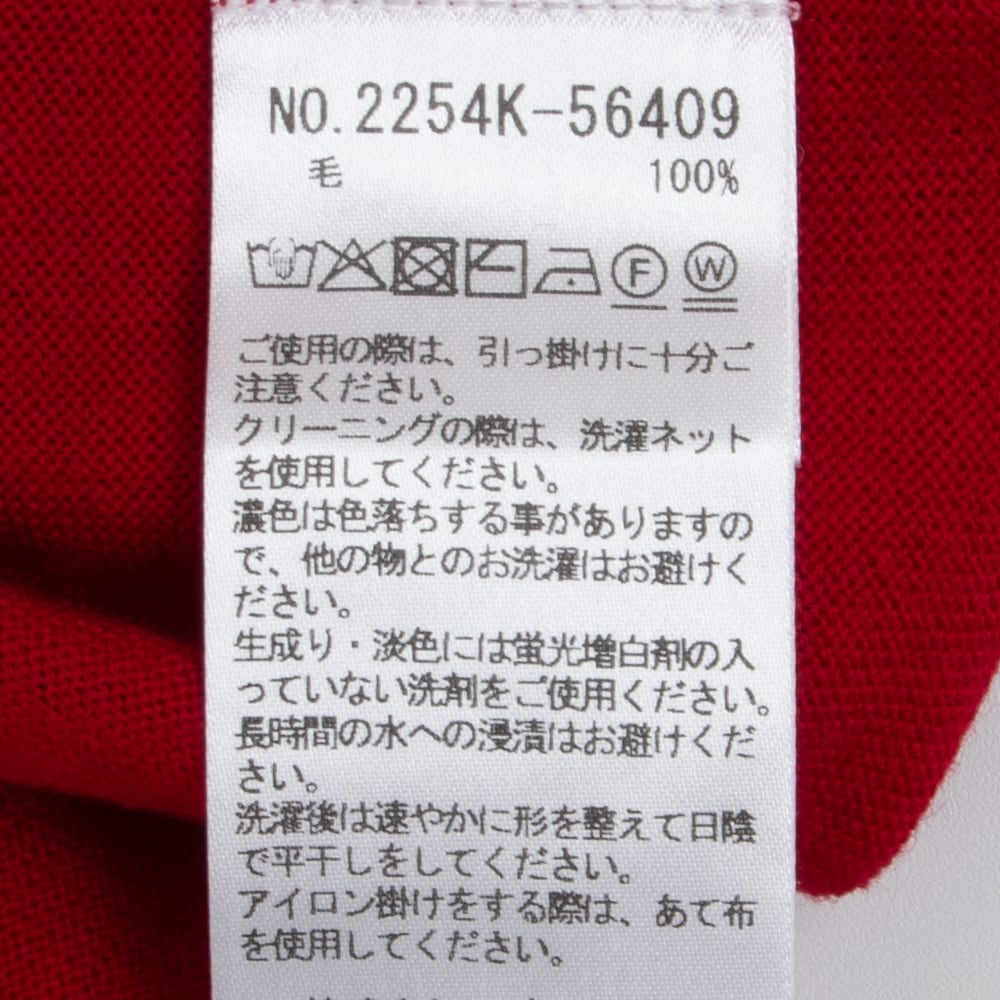 NO.2254K-56409
毛 100%
F W
ご使用の際は、引っ掛けに十分ご
注意ください。
クリーニングの際は、洗濯ネット
を使用してください。
濃色は色落ちする事がありますの
で、他の物とのお洗濯はお避けく
ださい。
生成り・淡色には蛍光増白剤の入
っていない洗剤をご使用ください。
長時間の水への浸漬はお避けくだ
さい。
洗濯後は速やかに形を整えて日陰
で平干しをしてください。
アイロン掛けをする際は、あて布
を使用してください。